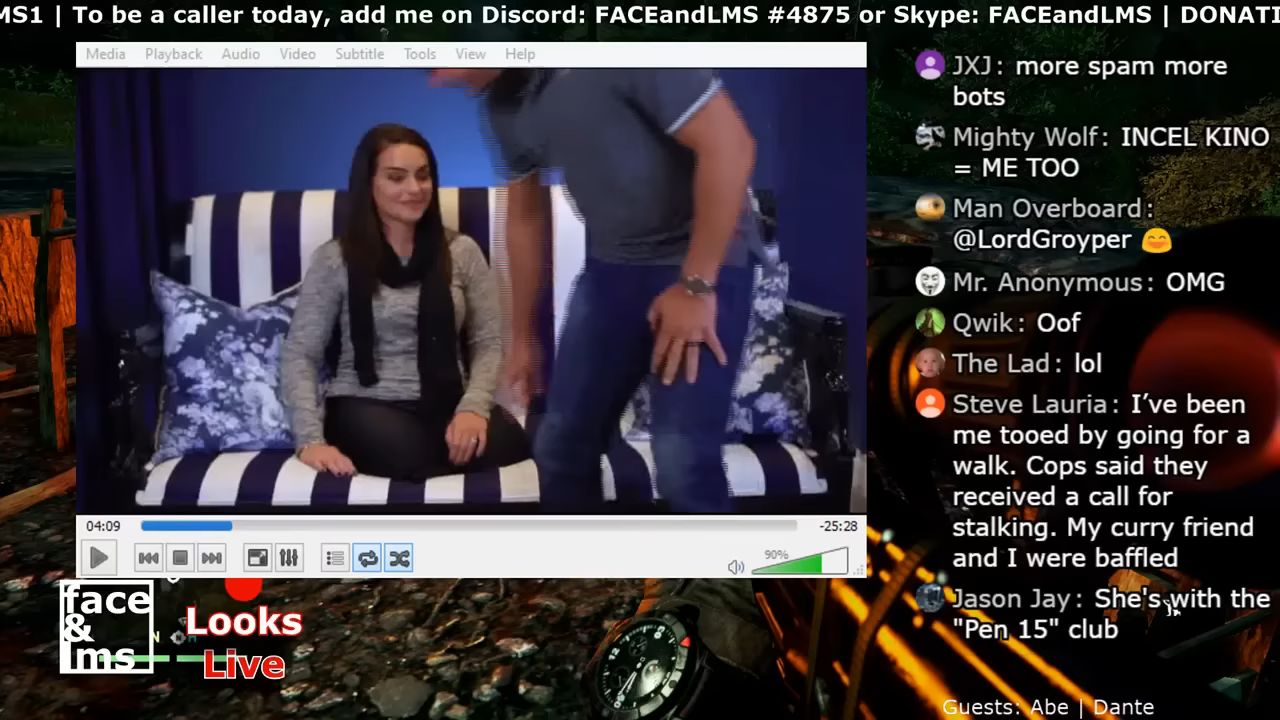 MS1 | To be a caller today, add me on Discord: FACEandLMS #4875 or Skype: FACEandLMS | DONATI
Media Playback Audio Video Subtitle Tools View Help
04:09
-25:28
90%
JXJ: more spam more
bots
Mighty Wolf: INCEL KINO
= ME TOO
Man Overboard:
@LordGroyper 😊
Mr. Anonymous: OMG
Qwik: Oof
The Lad: lol
Steve Lauria: I’ve been
me tooed by going for a
walk. Cops said they
received a call for
stalking. My curry friend
and I were baffled
Jason Jay: She's with the
"Pen 15" club
face
&
lms
Looks
Live
N
Guests: Abe | Dante